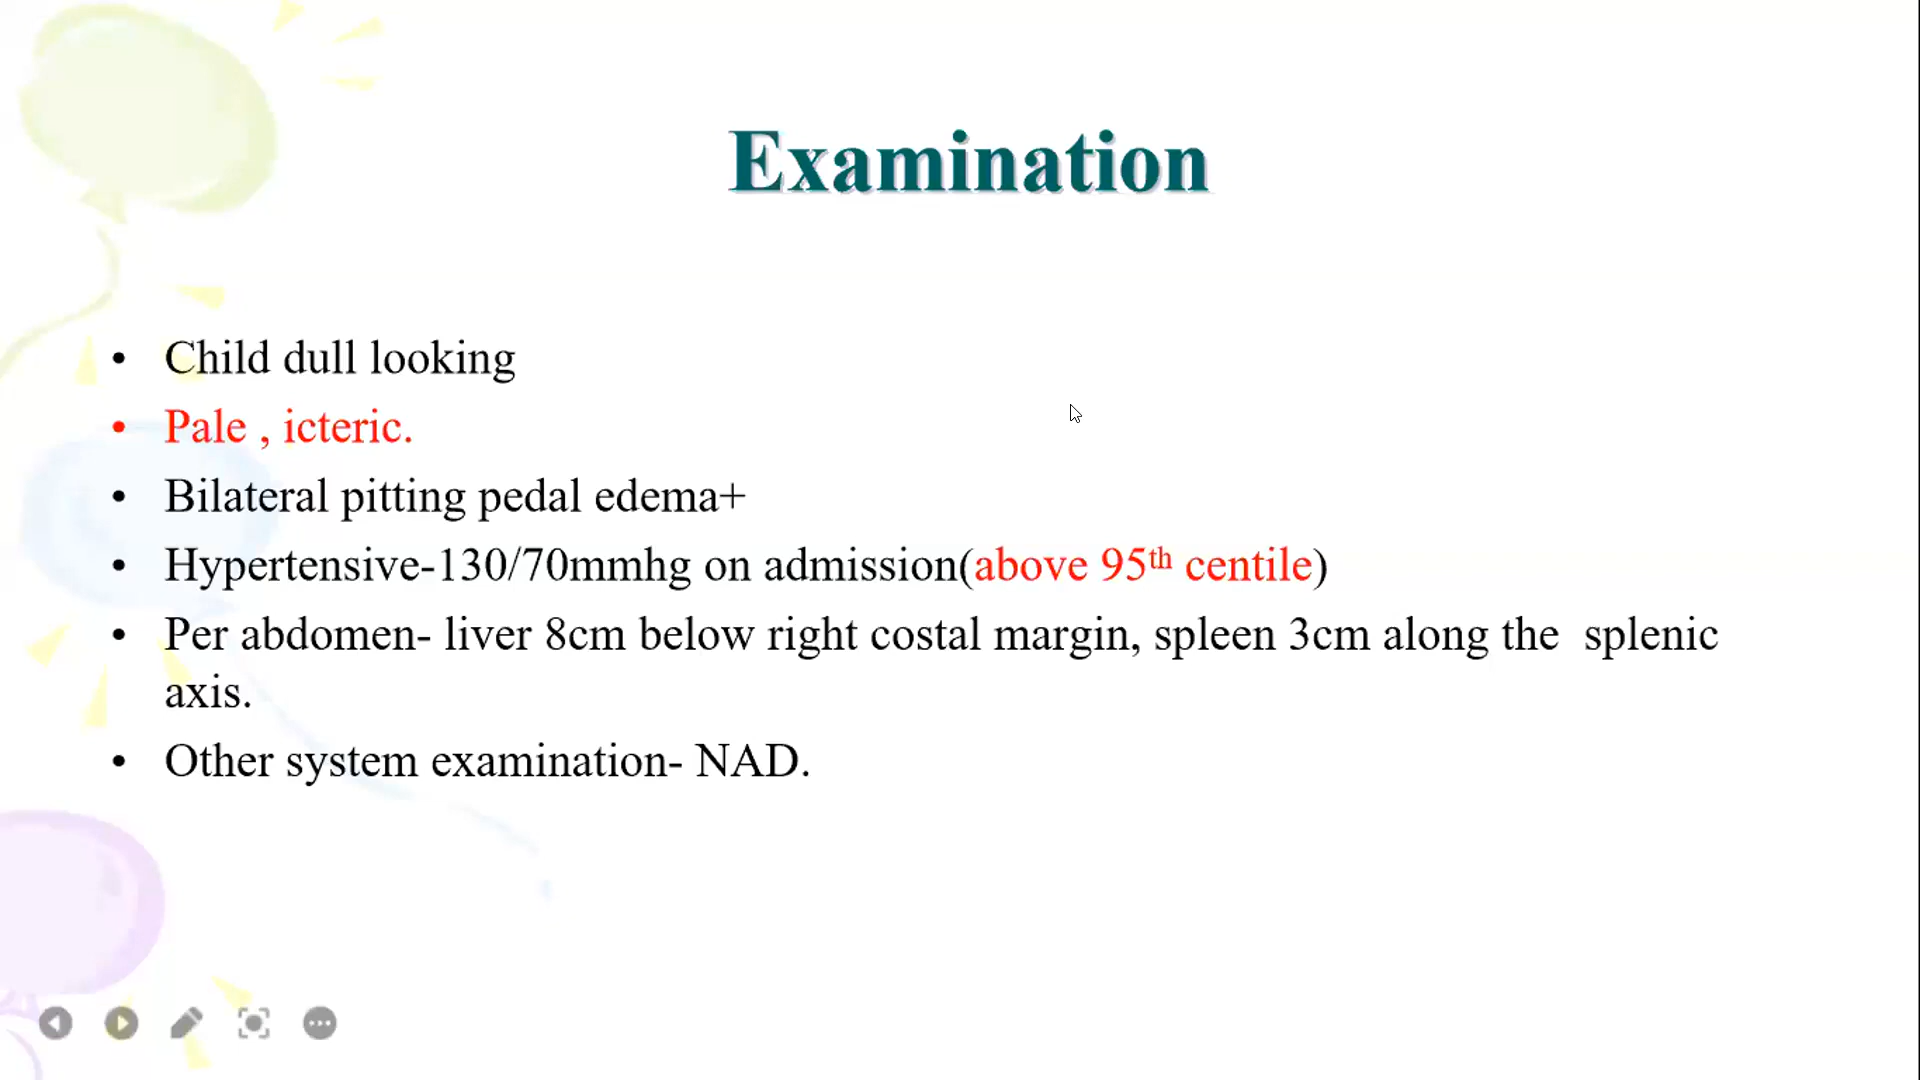 Examination
• Child dull looking
• Pale , icteric.
• Bilateral pitting pedal edema+
• Hypertensive-130/70mmhg on admission(above 95th centile)
• Per abdomen- liver 8cm below right costal margin, spleen 3cm along the  splenic
axis.
• Other system examination- NAD.